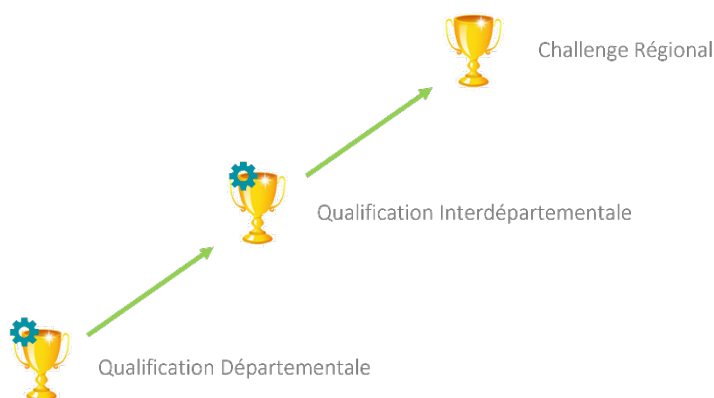 Challenge Régional
Qualification Interdépartementale
Qualification Départementale